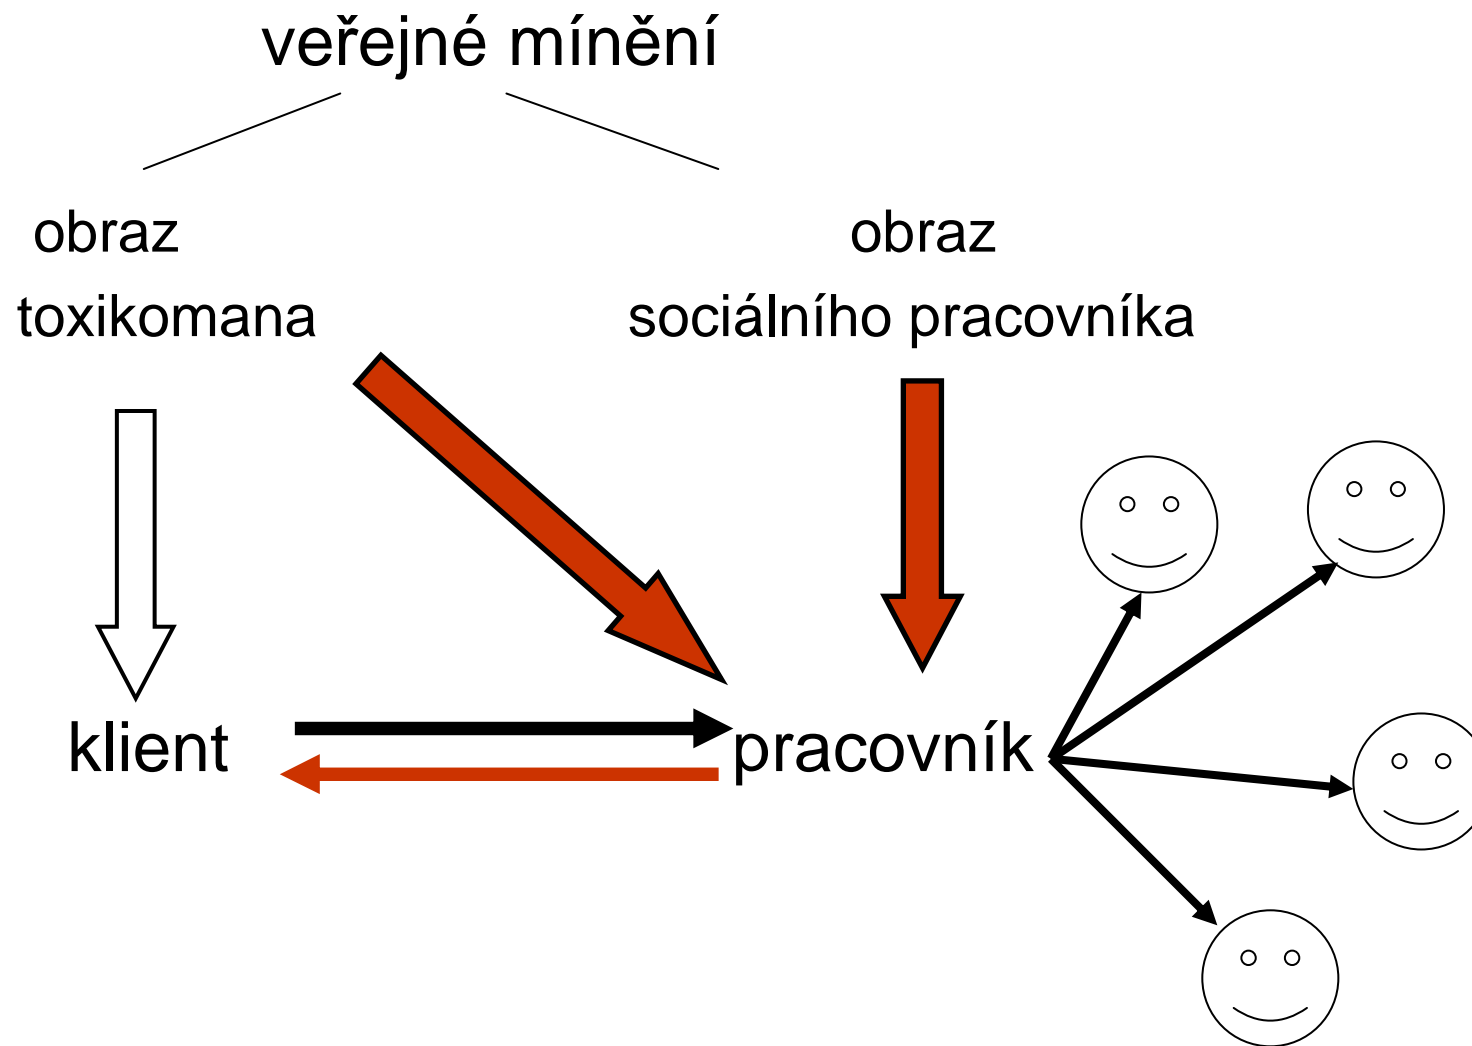 veřejné mínění
obraz
toxikomana
obraz
sociálního pracovníka
klient
pracovník